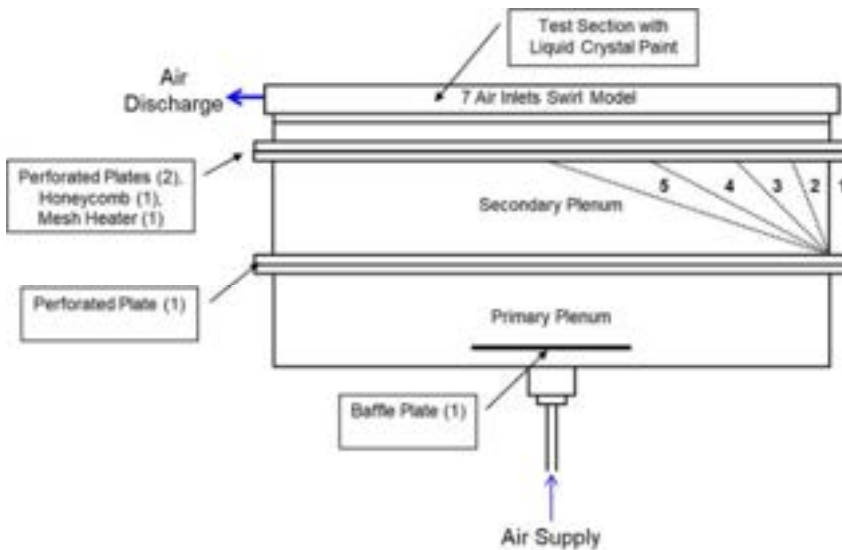 Test Section with
Liquid Crystal Paint
Air
Discharge
7 Air Inlets Swirl Model
Perforated Plates (2),
Honeycomb (1),
Mesh Heater (1)
5 4 3 2 1
Secondary Plenum
Perforated Plate (1)
Primary Plenum
Baffle Plate (1)
Air Supply